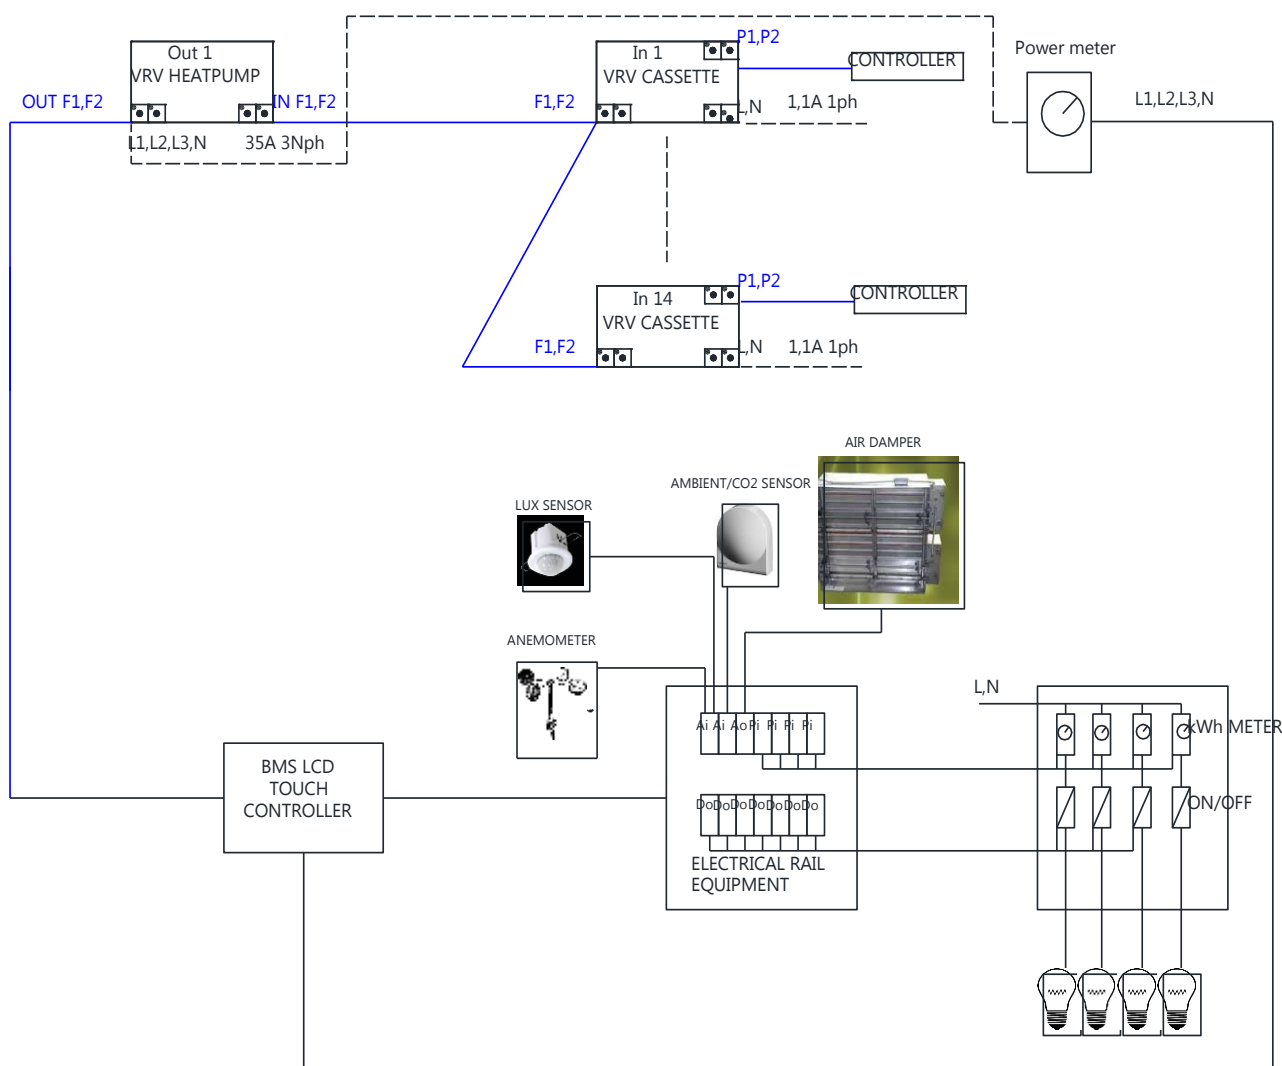 Out 1
VRV HEATPUMP
OUT F1,F2
IN F1,F2
L1,L2,L3,N
35A 3Nph
In 1
VRV CASSETTE
P1,P2
CONTROLLER
F1,F2
L,N
1,1A 1ph
Power meter
L1,L2,L3,N
In 14
VRV CASSETTE
P1,P2
CONTROLLER
F1,F2
L,N
1,1A 1ph
AIR DAMPER
AMBIENT/CO2 SENSOR
LUX SENSOR
ANEMOMETER
Ai Ai Ao Pi Pi Pi Pi
Do Do Do Do Do Do Do
ELECTRICAL RAIL
EQUIPMENT
L,N
kWh METER
ON/OFF
BMS LCD
TOUCH
CONTROLLER